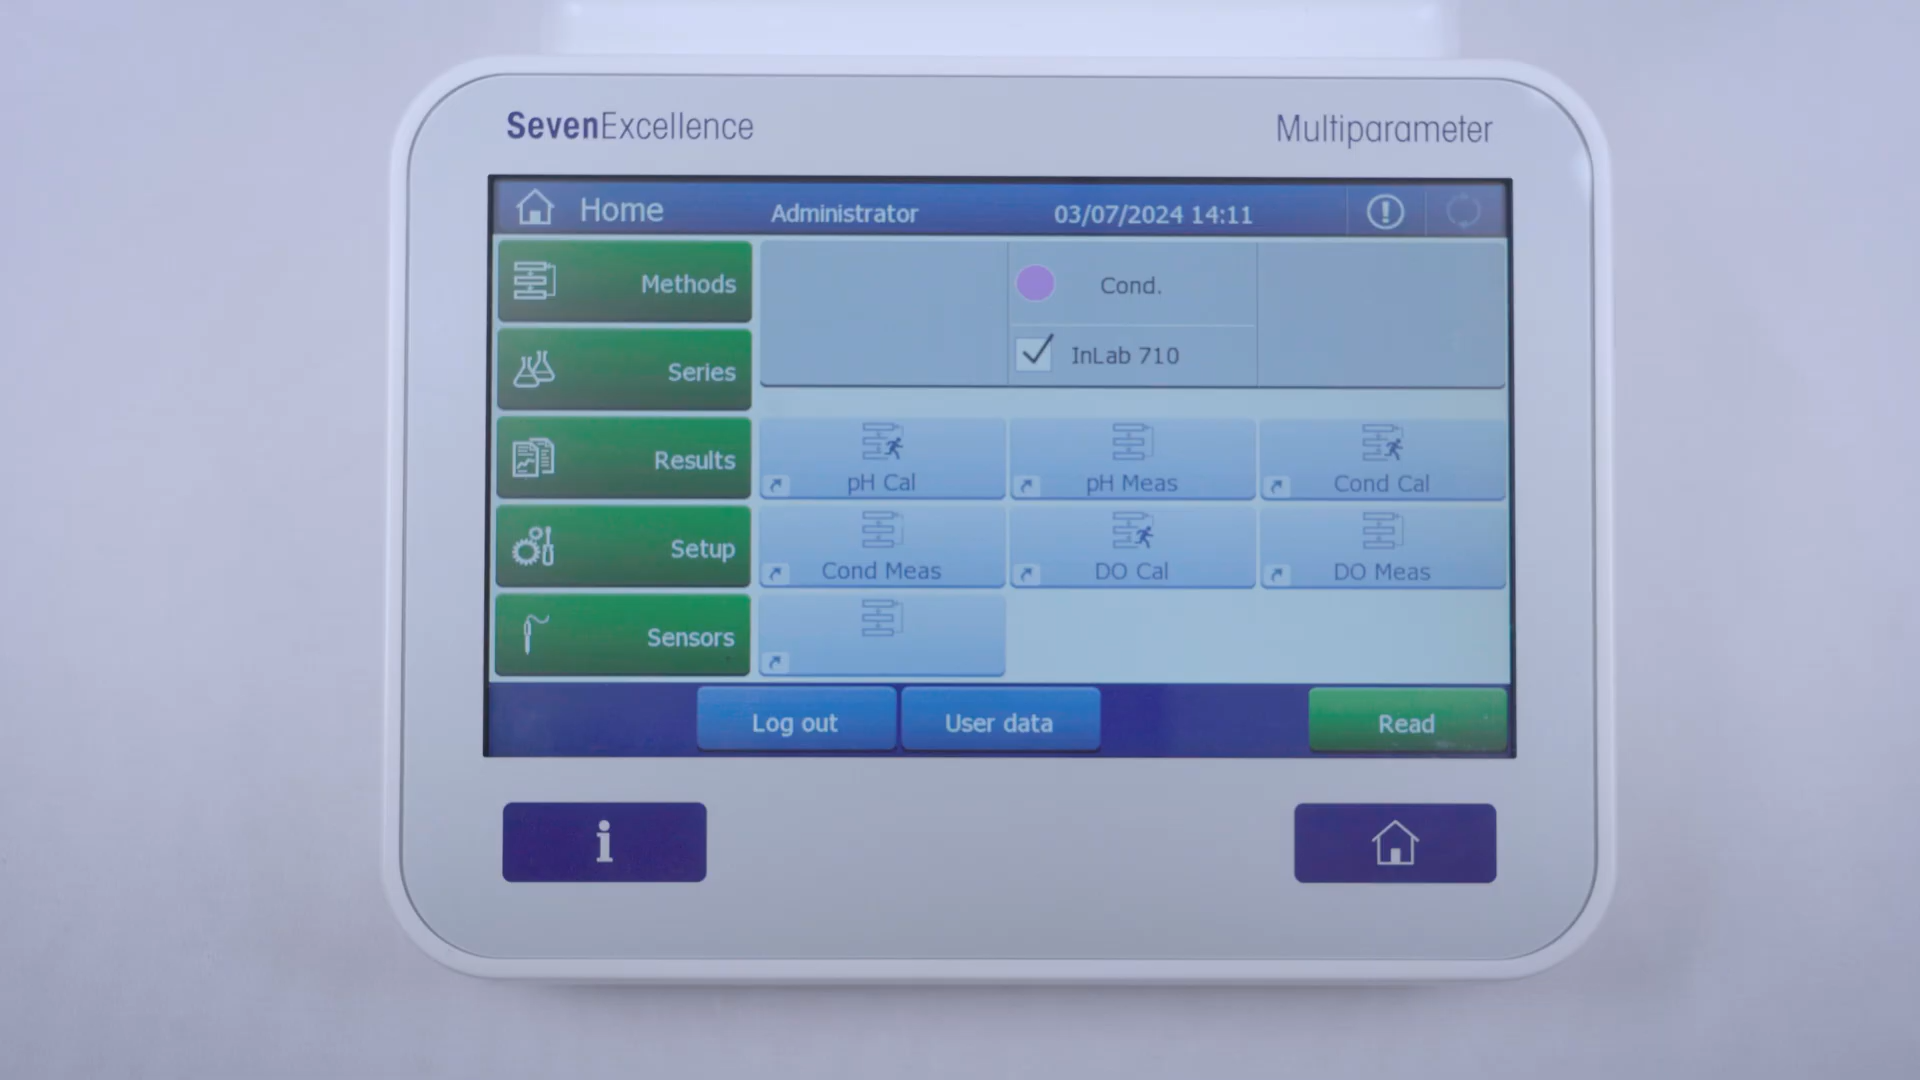 SevenExcellence
Multiparameter
Home
Administrator
03/07/2024 14:11
Methods
Series
Results
Setup
Sensors
Cond.
InLab 710
pH Cal
pH Meas
Cond Cal
Cond Meas
DO Cal
DO Meas
Log out
User data
Read